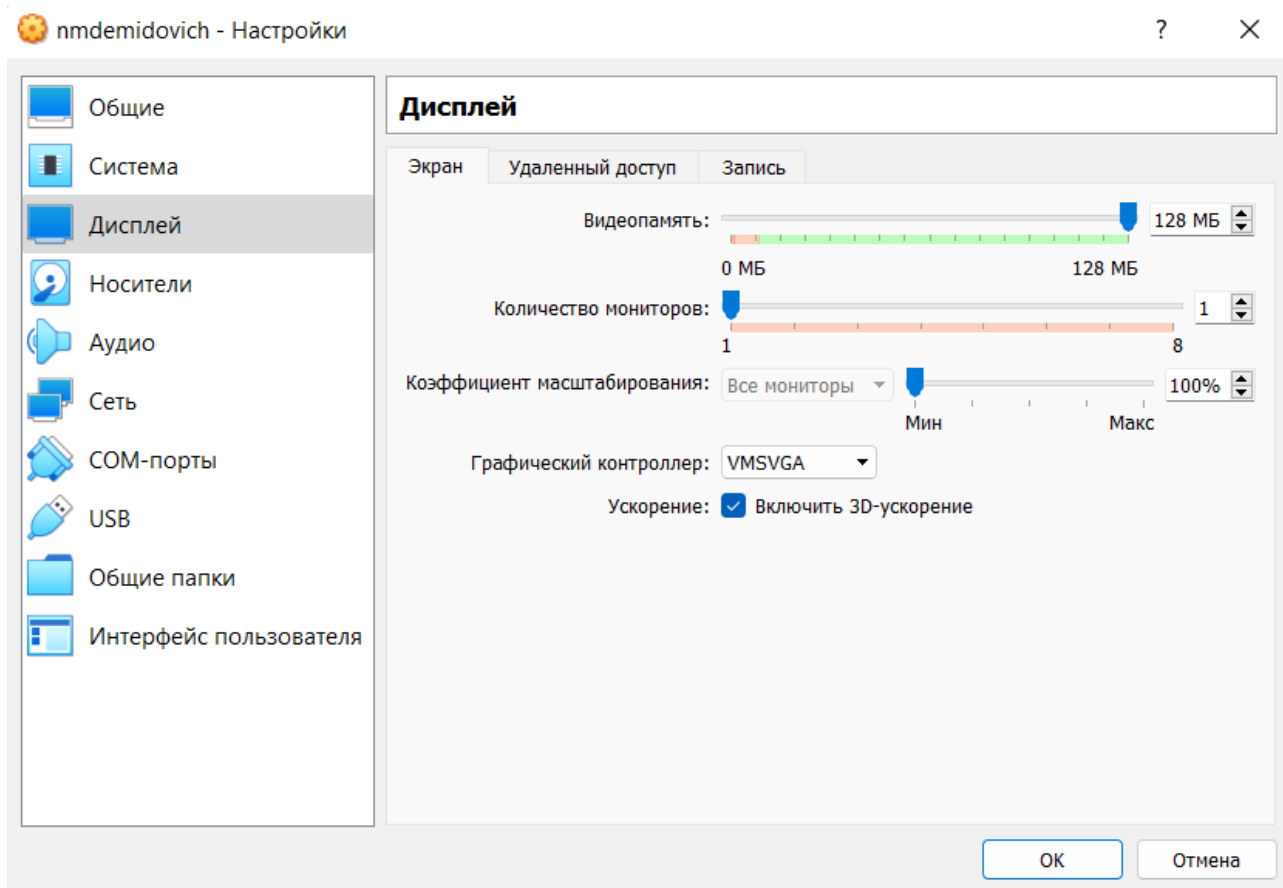 nmdemidovich - Настройки
?
Общие
Система
Дисплей
Носители
Аудио
Сеть
COM-порты
USB
Общие папки
Интерфейс пользователя
Дисплей
Экран Удаленный доступ Запись
Видеопамять: 128 МБ
0 МБ 128 МБ
Количество мониторов: 1
1 8
Коэффициент масштабирования: Все мониторы 100%
Мин Макс
Графический контроллер: VMSVGA
Ускорение: Включить 3D-ускорение
OK Отмена